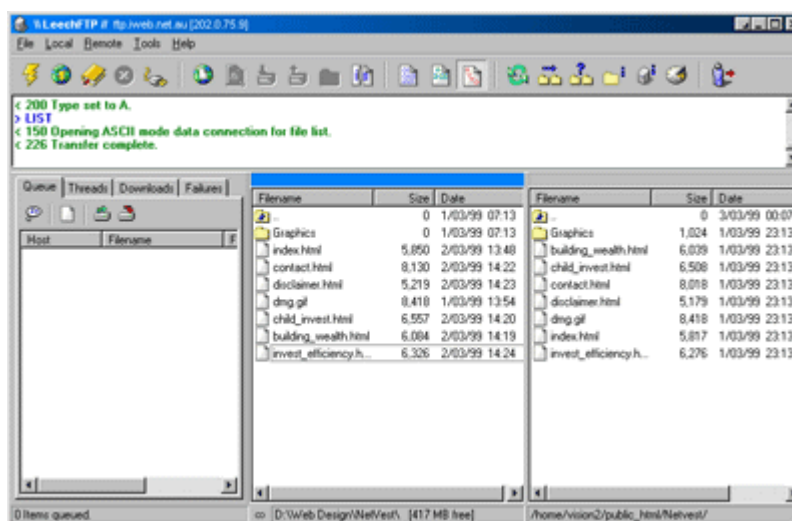 LeechFTP // ftp.iweb.net.au [202.0.75.9]
File Local Remote Tools Help
< 200 Type set to A.
> LIST
< 150 Opening ASCII mode data connection for file list.
< 226 Transfer complete.
Queue Threads Downloads Failures
Host Filename F
0 Items queued.
Filename Size Date
.. 0 1/03/99 07:13
Graphics 0 1/03/99 07:13
index.html 5,850 2/03/99 13:48
contact.html 8,130 2/03/99 14:22
disclaimer.html 5,219 2/03/99 14:23
dmg.gif 8,418 1/03/99 13:54
child_invest.html 6,557 2/03/99 14:20
building_wealth.html 6,084 2/03/99 14:19
invest_efficiency.h... 6,326 2/03/99 14:24
D:\Web Design\NetVest\ [417 MB free]
Filename Size Date
.. 0 3/03/99 00:07
Graphics 1,024 1/03/99 23:13
building_wealth.html 6,039 1/03/99 23:13
child_invest.html 6,508 1/03/99 23:13
contact.html 8,018 1/03/99 23:13
disclaimer.html 5,179 1/03/99 23:13
dmg.gif 8,418 1/03/99 23:13
index.html 5,817 1/03/99 23:13
invest_efficiency.h... 6,276 1/03/99 23:13
/home/vision2/public_html/Netvest/